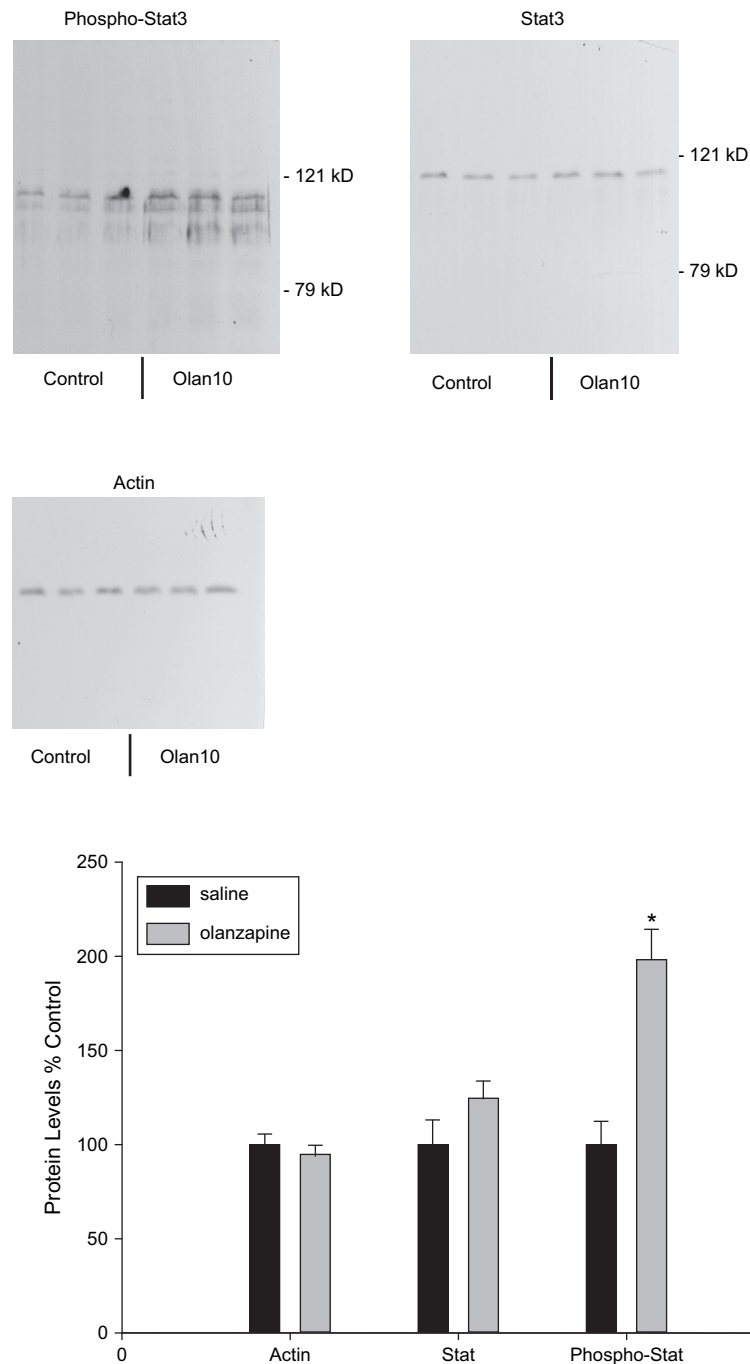 Phospho-Stat3
Stat3
- 121 kD
- 79 kD
Control
Olan10
- 121 kD
- 79 kD
Control
Olan10
Actin
Control
Olan10
250
200
150
100
50
0
Protein Levels % Control
saline
olanzapine
*
0
Actin
Stat
Phospho-Stat